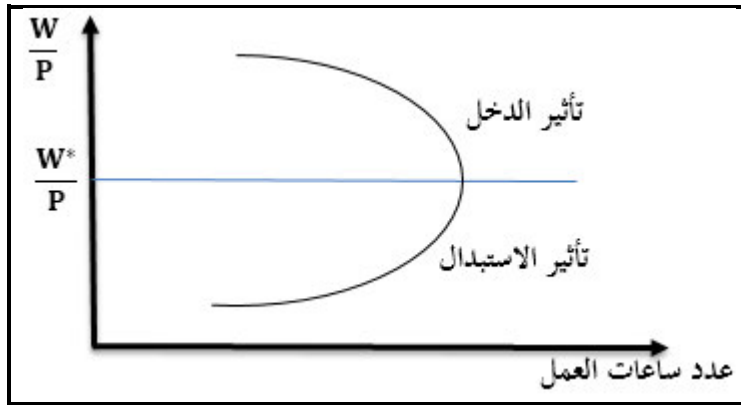 W
P
تأثير الدخل
W*
P
تأثير الاستبدال
عدد ساعات العمل